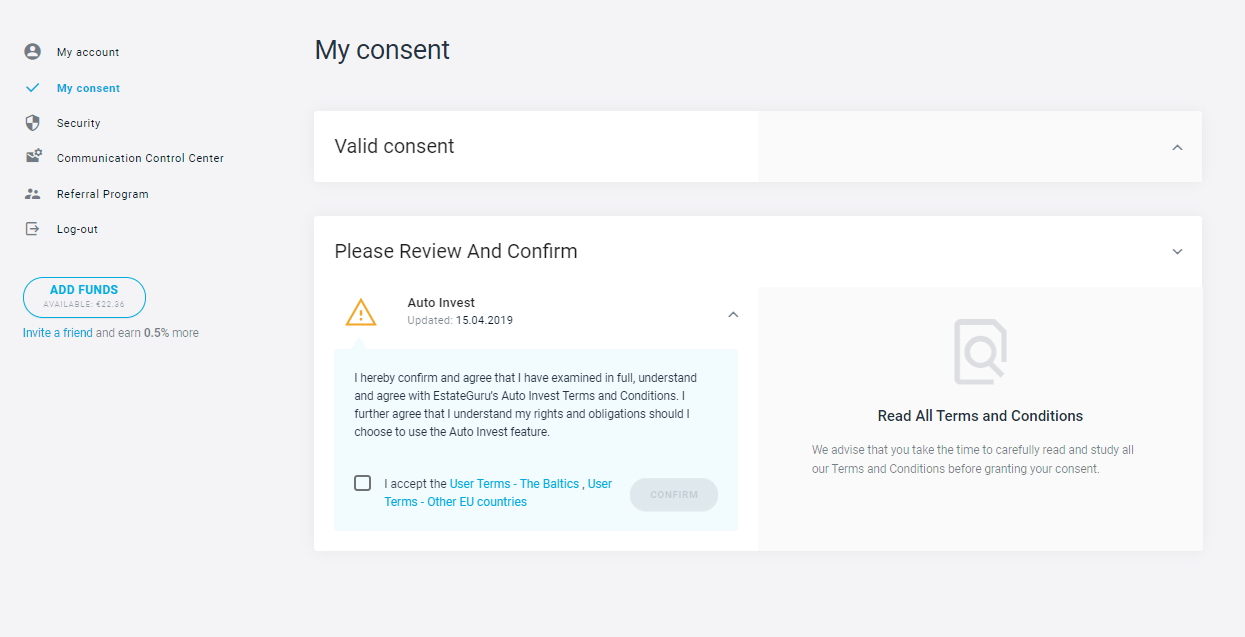 My account
My consent
Security
Communication Control Center
Referral Program
Log-out
ADD FUNDS
AVAILABLE: €22.36
Invite a friend and earn 0.5% more
My consent
Valid consent
Please Review And Confirm
Auto Invest
Updated: 15.04.2019
I hereby confirm and agree that I have examined in full, understand
and agree with EstateGuru's Auto Invest Terms and Conditions. I
further agree that I understand my rights and obligations should I
choose to use the Auto Invest feature.
I accept the User Terms - The Baltics , User
Terms - Other EU countries
CONFIRM
Read All Terms and Conditions
We advise that you take the time to carefully read and study all
our Terms and Conditions before granting your consent.